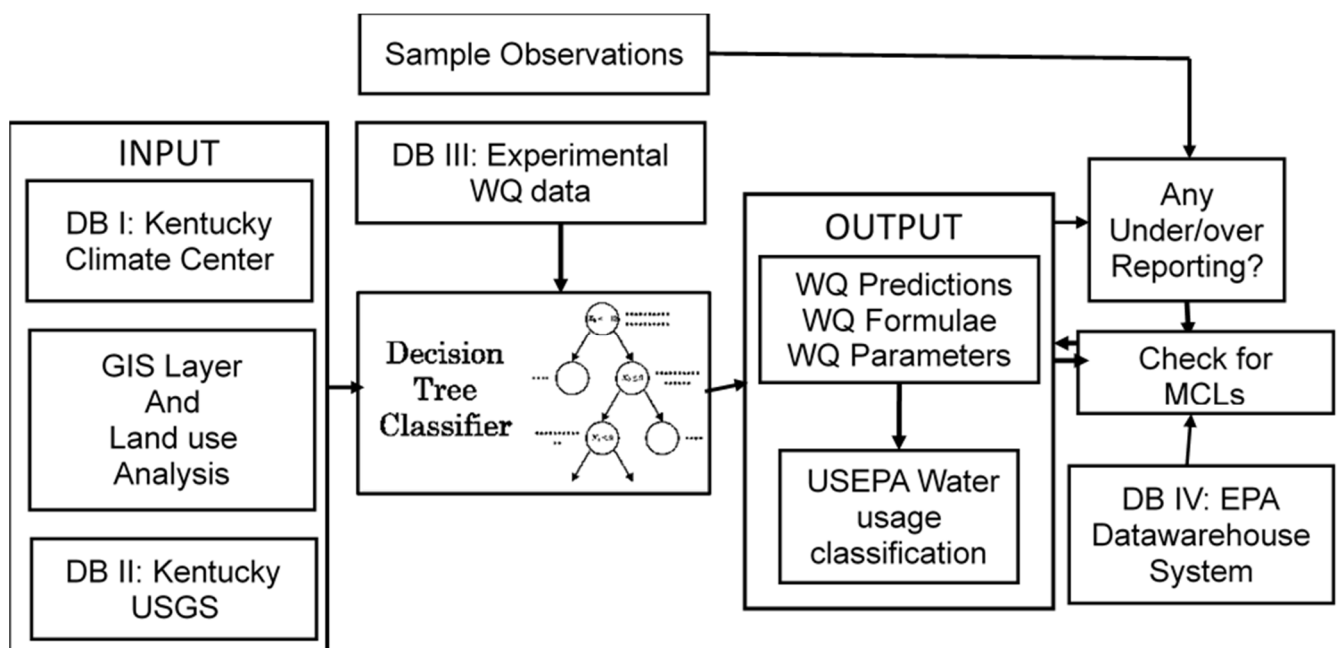 Sample Observations
INPUT
DB I: Kentucky
Climate Center
GIS Layer
And
Land use
Analysis
DB II: Kentucky
USGS
DB III: Experimental
WQ data
Decision
Tree
Classifier
OUTPUT
WQ Predictions
WQ Formulae
WQ Parameters
USEPA Water
usage
classification
Any
Under/over
Reporting?
Check for
MCLs
DB IV: EPA
Datawarehouse
System